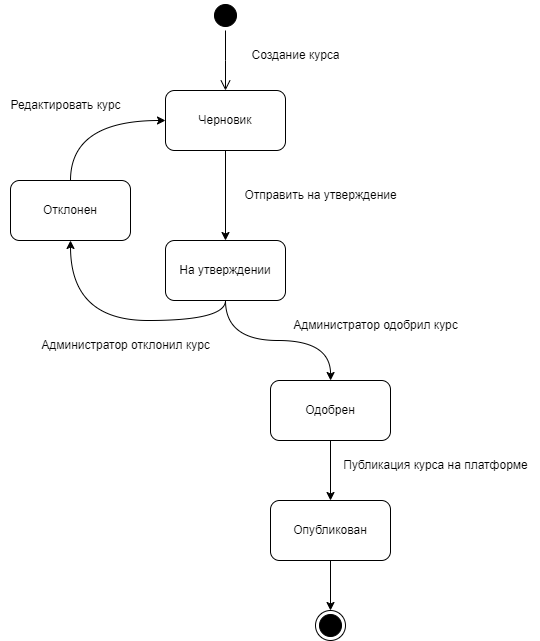 Создание курса
Редактировать курс
Черновик
Отправить на утверждение
Отклонен
На утверждении
Администратор одобрил курс
Администратор отклонил курс
Одобрен
Публикация курса на платформе
Опубликован